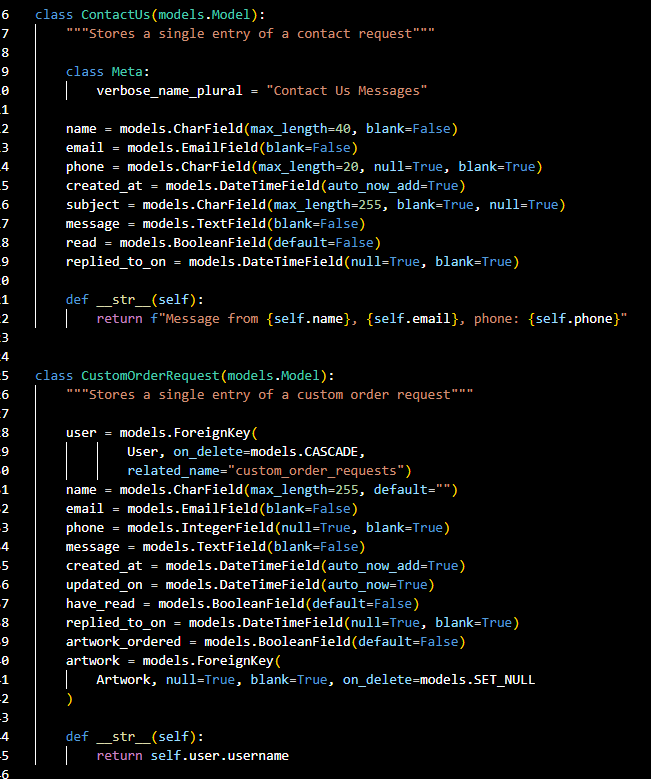 6 class ContactUs(models.Model):
7 """Stores a single entry of a contact request"""
8
9 class Meta:
0 verbose_name_plural = "Contact Us Messages"
1
2 name = models.CharField(max_length=40, blank=False)
3 email = models.EmailField(blank=False)
4 phone = models.CharField(max_length=20, null=True, blank=True)
5 created_at = models.DateTimeField(auto_now_add=True)
6 subject = models.CharField(max_length=255, blank=True, null=True)
7 message = models.TextField(blank=False)
8 read = models.BooleanField(default=False)
9 replied_to_on = models.DateTimeField(null=True, blank=True)
0
1 def __str__(self):
2 return f"Message from {self.name}, {self.email}, phone: {self.phone}"
3
4
5 class CustomOrderRequest(models.Model):
6 """Stores a single entry of a custom order request"""
7
8 user = models.ForeignKey(
9 User, on_delete=models.CASCADE,
0 related_name="custom_order_requests")
1 name = models.CharField(max_length=255, default="")
2 email = models.EmailField(blank=False)
3 phone = models.IntegerField(null=True, blank=True)
4 message = models.TextField(blank=False)
5 created_at = models.DateTimeField(auto_now_add=True)
6 updated_on = models.DateTimeField(auto_now=True)
7 have_read = models.BooleanField(default=False)
8 replied_to_on = models.DateTimeField(null=True, blank=True)
9 artwork_ordered = models.BooleanField(default=False)
0 artwork = models.ForeignKey(
1 Artwork, null=True, blank=True, on_delete=models.SET_NULL
2 )
3
4 def __str__(self):
5 return self.user.username
6